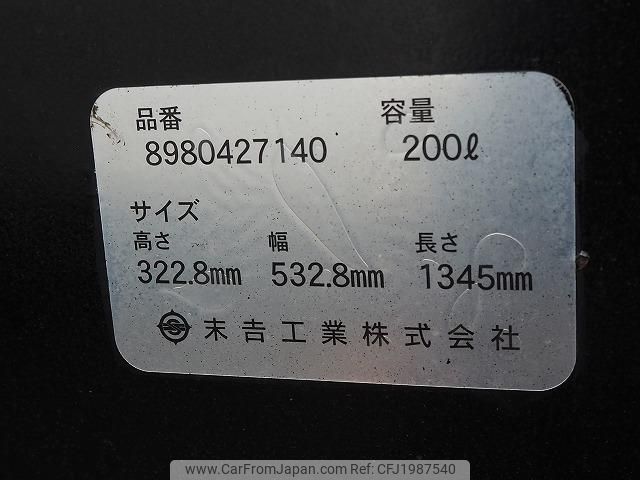 品番 容量
8980427140 200ℓ
サイズ
高さ 幅 長さ
322.8mm 532.8mm 1345mm
末吉工業株式会社
www.CarFromJapan.com Ref: CFJ1987540